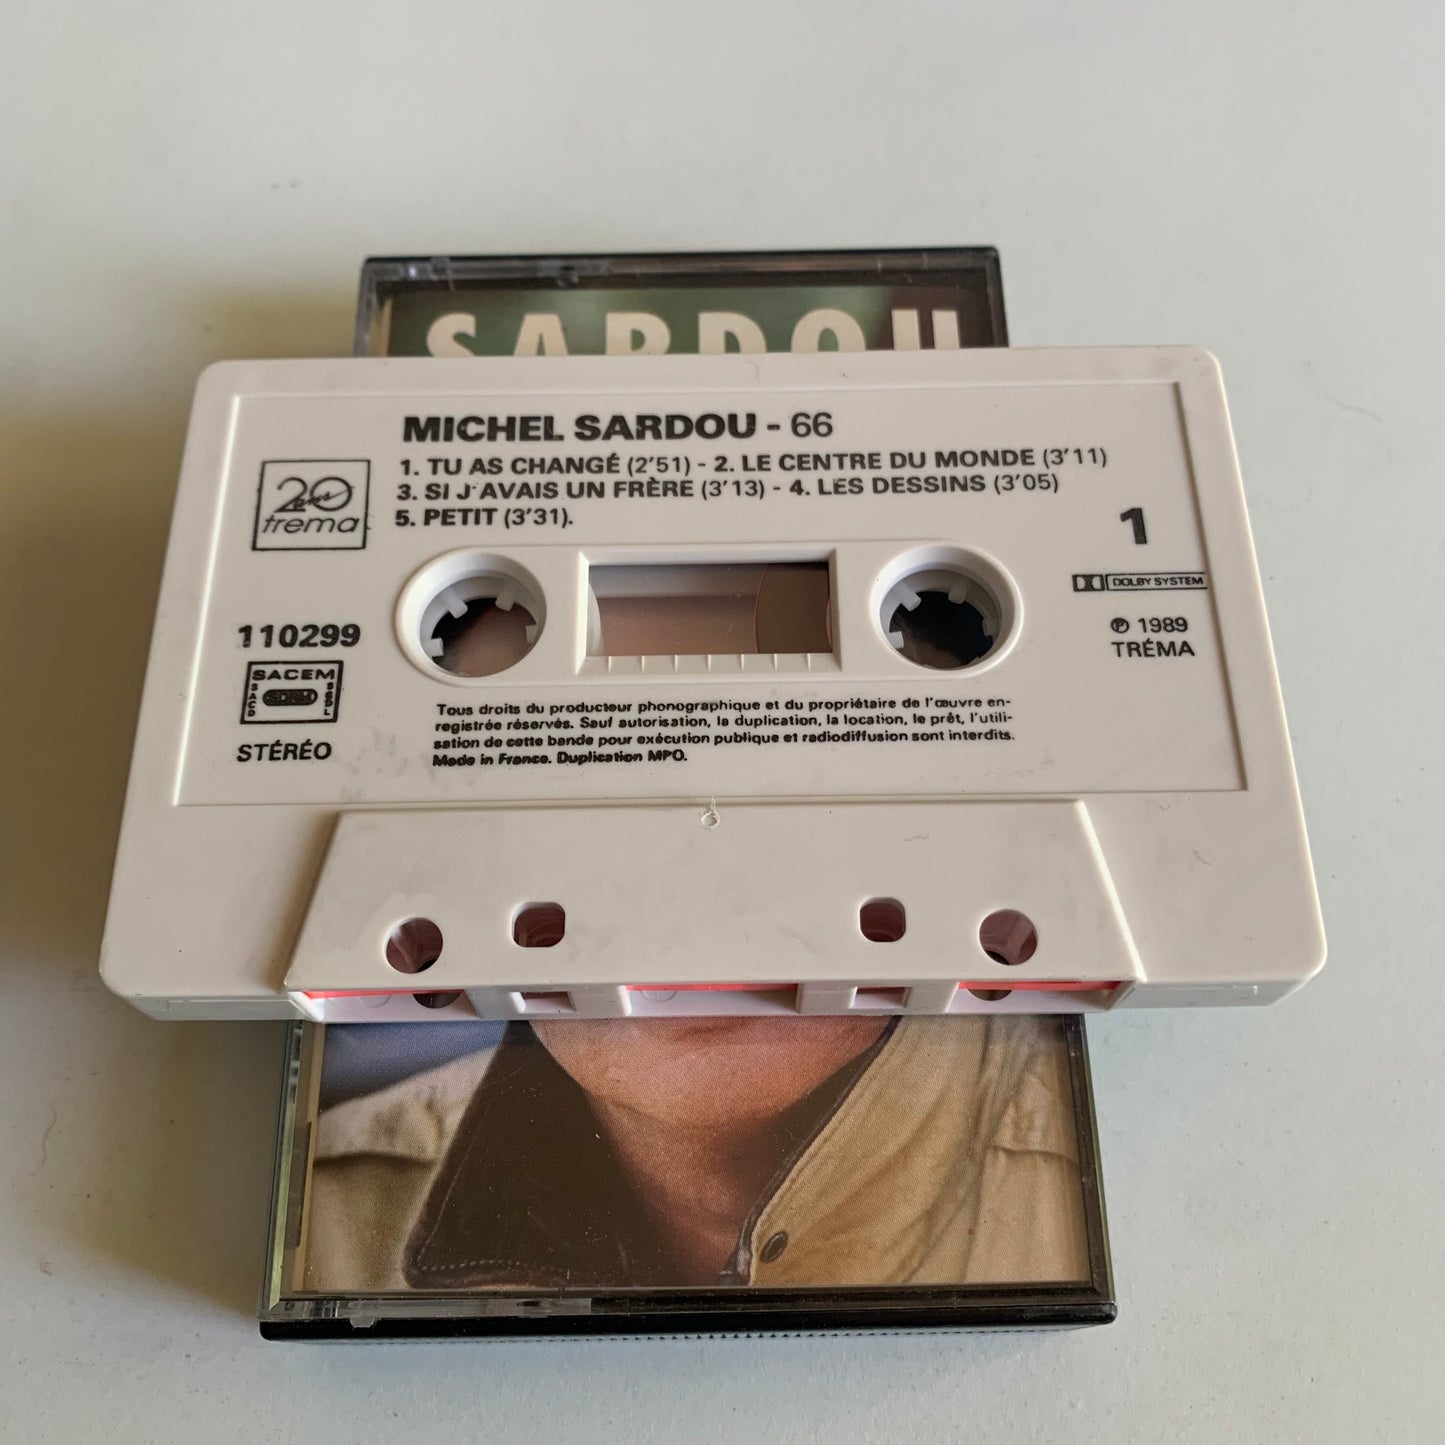 SARDOU
MICHEL SARDOU - 66
1. TU AS CHANGÉ (2'51) - 2. LE CENTRE DU MONDE (3'11)
3. SI J'AVAIS UN FRÈRE (3'13) - 4. LES DESSINS (3'05)
5. PETIT (3'31).
20 ans
trema
1
DOLBY SYSTEM
110299
℗ 1989
TRÉMA
SACEM
SACD
SDRM
SGDL
STÉRÉO
Tous droits du producteur phonographique et du propriétaire de l'œuvre en-
registrée réservés. Sauf autorisation, la duplication, la location, le prêt, l'utili-
sation de cette bande pour exécution publique et radiodiffusion sont interdits.
Made in France. Duplication MPO.